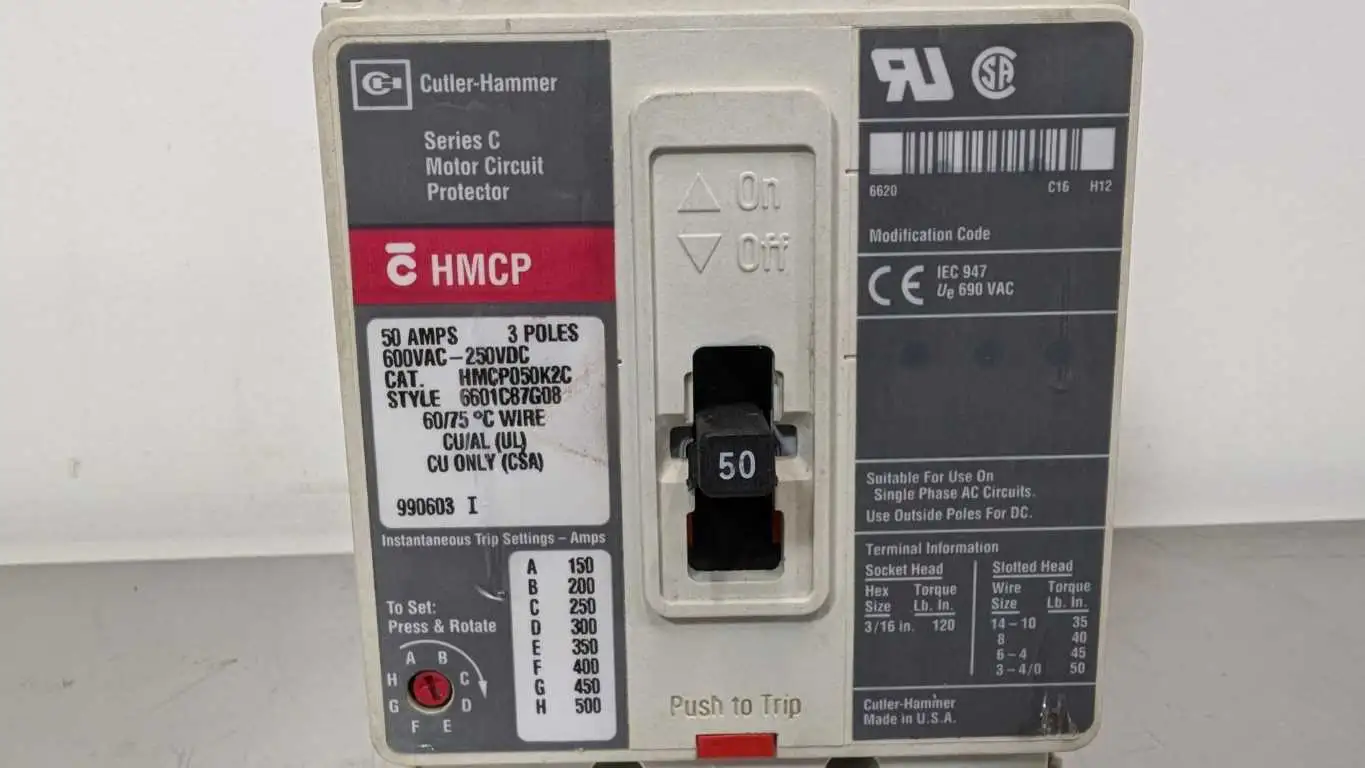 Cutler-Hammer
Series C
Motor Circuit
Protector
HMCP
50 AMPS 3 POLES
600VAC-250VDC
CAT. HMCP050K2C
STYLE 6601C87G08
60/75 °C WIRE
CU/AL (UL)
CU ONLY (CSA)
990603 I
Instantaneous Trip Settings - Amps
A 150
B 200
C 250
D 300
E 350
F 400
G 450
H 500
To Set:
Press & Rotate
A B
H C
G D
F E
On
Off
50
Push to Trip
6620 C16 H12
Modification Code
CE IEC 947
Ue 690 VAC
Suitable For Use On
Single Phase AC Circuits.
Use Outside Poles For DC.
Terminal Information
Socket Head
Hex Torque
Size Lb. In.
3/16 in. 120
Slotted Head
Wire Torque
Size Lb. In.
14-10 35
8 40
6-4 45
3-4/0 50
Cutler-Hammer
Made in U.S.A.